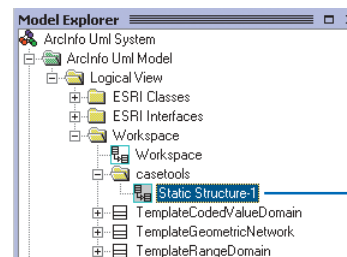 Model Explorer
ArcInfo Uml System
ArcInfo Uml Model
Logical View
ESRI Classes
ESRI Interfaces
Workspace
Workspace
casetools
Static Structure-1
TemplateCodedValueDomain
TemplateGeometricNetwork
TemplateRangeDomain